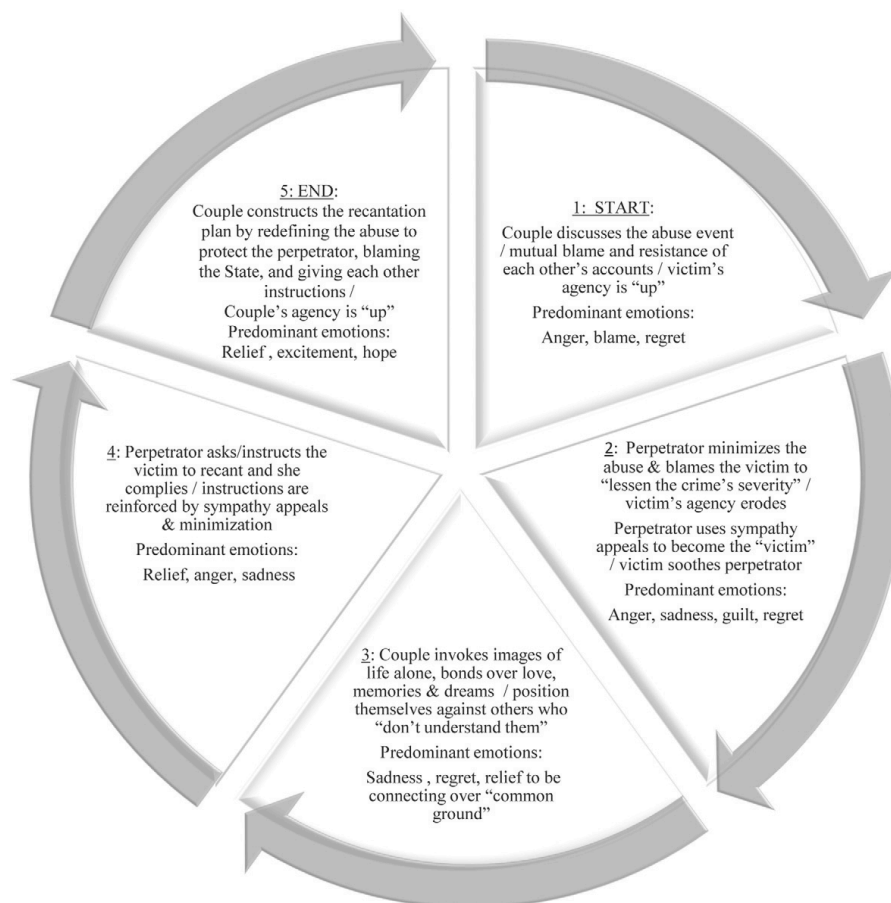 1: START:
Couple discusses the abuse event
/ mutual blame and resistance of
each other’s accounts / victim’s
agency is “up”
Predominant emotions:
Anger, blame, regret
2: Perpetrator minimizes the
abuse & blames the victim to
“lessen the crime’s severity” /
victim’s agency erodes
Perpetrator uses sympathy
appeals to become the “victim”
/ victim soothes perpetrator
Predominant emotions:
Anger, sadness, guilt, regret
3: Couple invokes images of
life alone, bonds over love,
memories & dreams / position
themselves against others who
“don’t understand them”
Predominant emotions:
Sadness , regret, relief to be
connecting over “common
ground”
4: Perpetrator asks/instructs the
victim to recant and she
complies / instructions are
reinforced by sympathy appeals
& minimization
Predominant emotions:
Relief, anger, sadness
5: END:
Couple constructs the recantation
plan by redefining the abuse to
protect the perpetrator, blaming
the State, and giving each other
instructions /
Couple’s agency is “up”
Predominant emotions:
Relief , excitement, hope